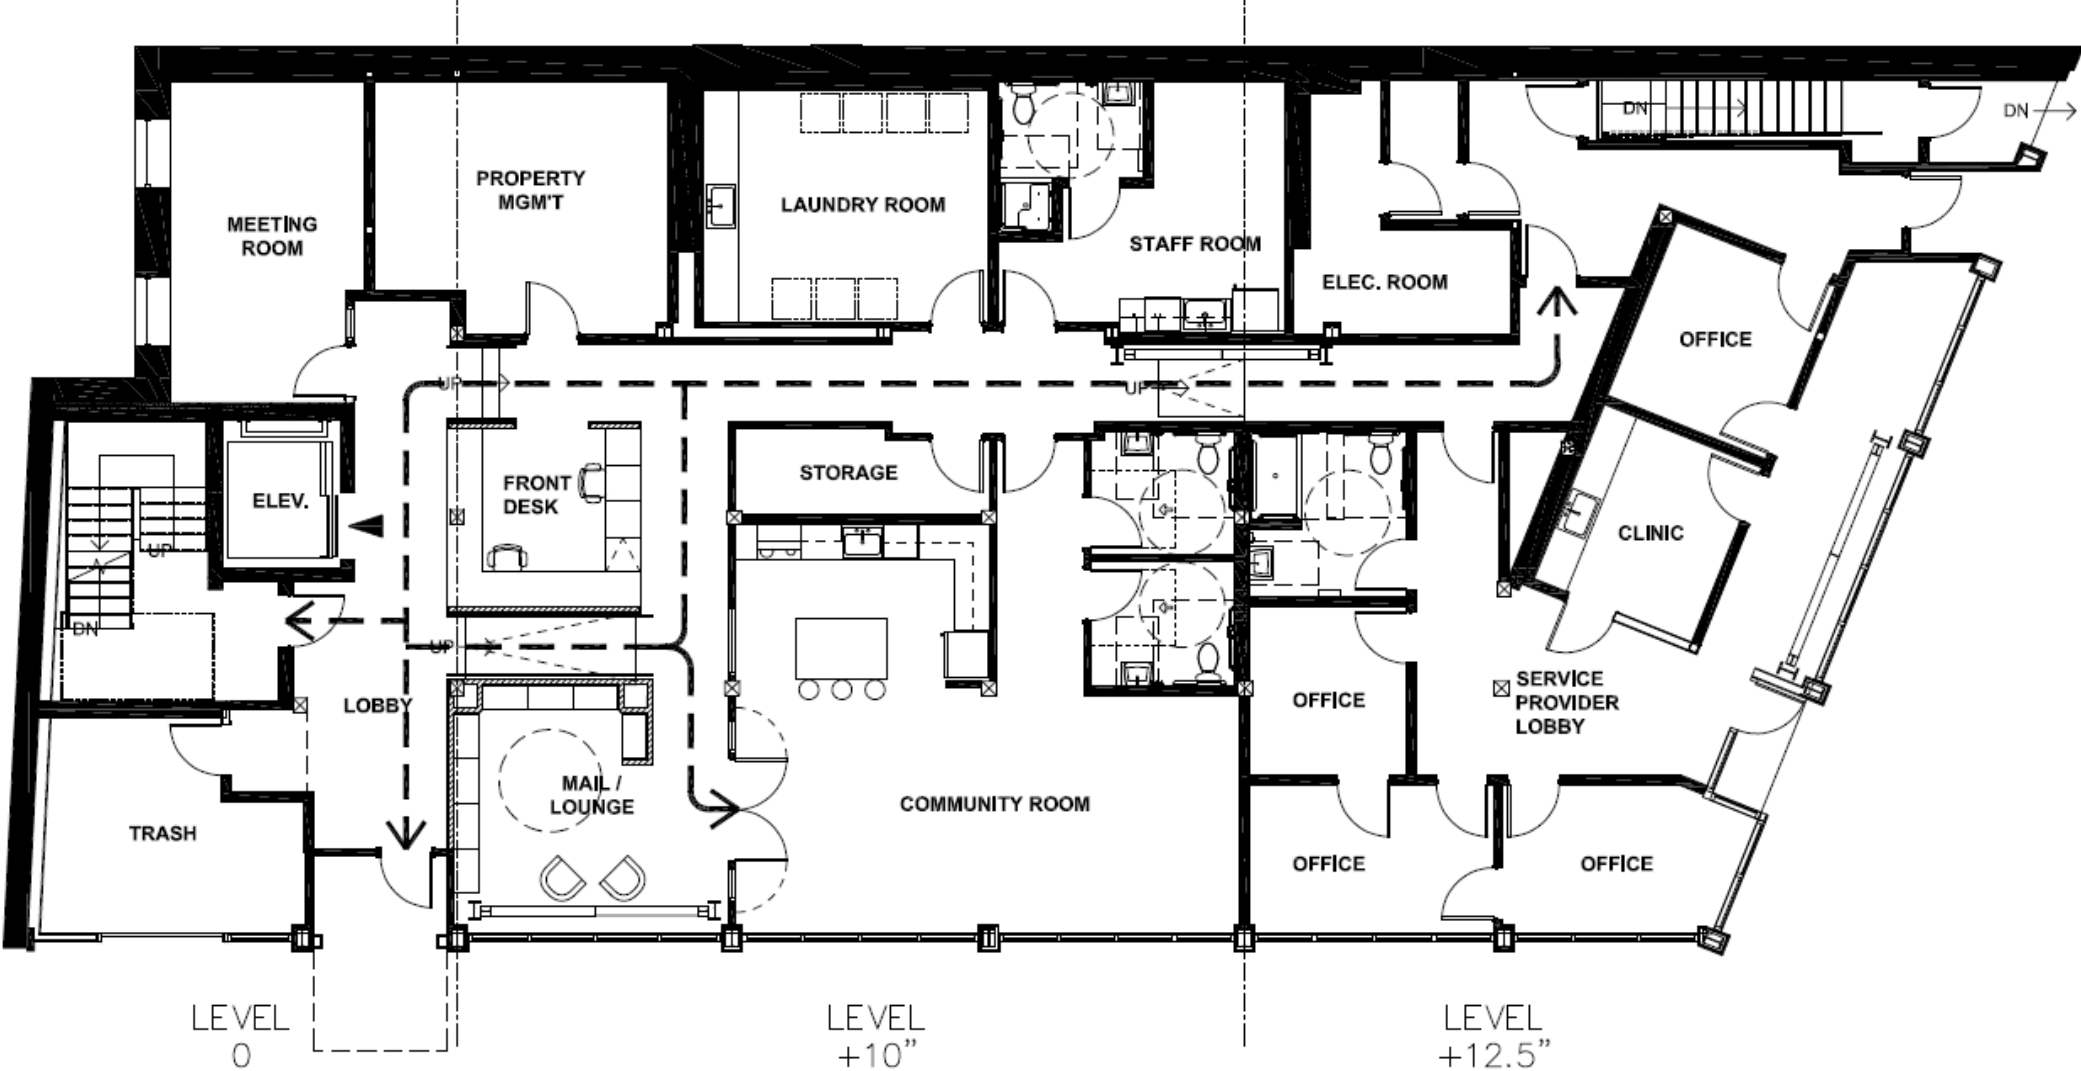 DN
DN
PROPERTY
MGM'T
LAUNDRY ROOM
MEETING
ROOM
STAFF ROOM
ELEC. ROOM
OFFICE
UP
UP
STORAGE
FRONT
DESK
ELEV.
CLINIC
UP
DN
UP
SERVICE
PROVIDER
LOBBY
LOBBY
OFFICE
MAIL /
LOUNGE
COMMUNITY ROOM
TRASH
OFFICE
OFFICE
LEVEL
0
LEVEL
+10”
LEVEL
+12.5”